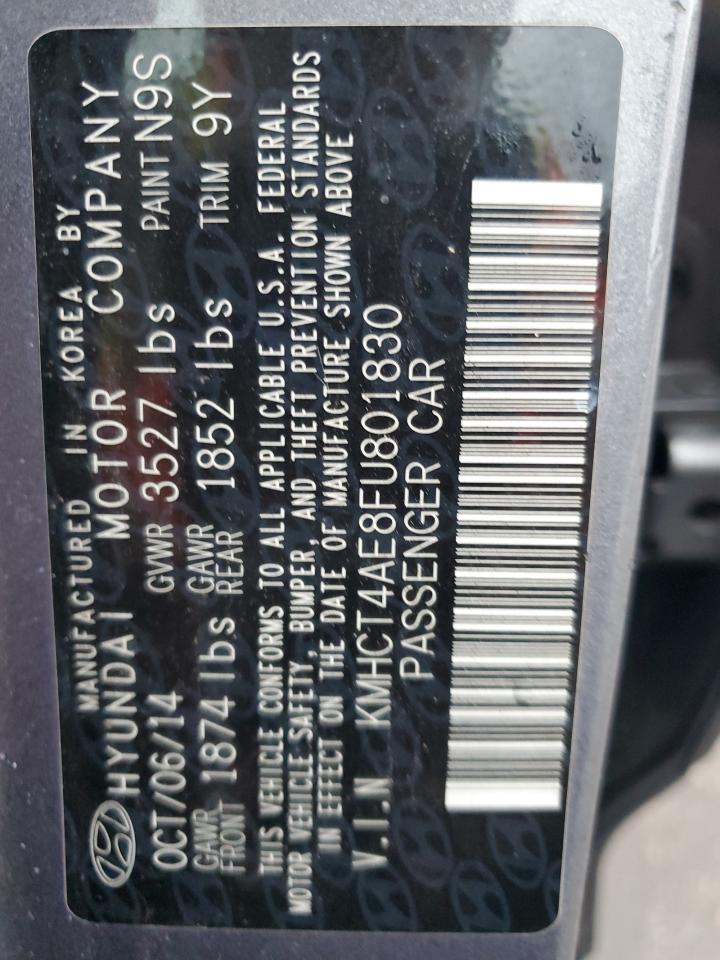 MANUFACTURED IN KOREA BY
HYUNDAI MOTOR COMPANY
OCT/06/14 GVWR 3527 lbs PAINT N9S
GAWR FRONT 1874 lbs GAWR REAR 1852 lbs TRIM 9Y
THIS VEHICLE CONFORMS TO ALL APPLICABLE U.S.A. FEDERAL
MOTOR VEHICLE SAFETY, BUMPER, AND THEFT PREVENTION STANDARDS
IN EFFECT ON THE DATE OF MANUFACTURE SHOWN ABOVE
V.I.N KMHCT4AE8FU801830
PASSENGER CAR